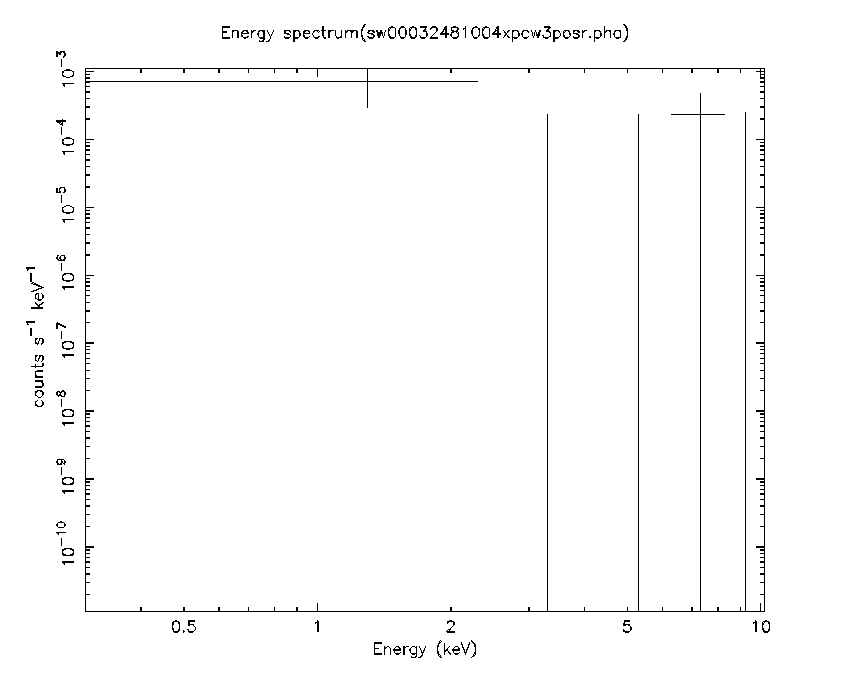 Energy spectrum(sw00032481004xpcw3posr.pha)
10⁻³
10⁻⁴
10⁻⁵
10⁻⁶
10⁻⁷
10⁻⁸
10⁻⁹
10⁻¹⁰
counts s⁻¹ keV⁻¹
0.5 1 2 5 10
Energy (keV)